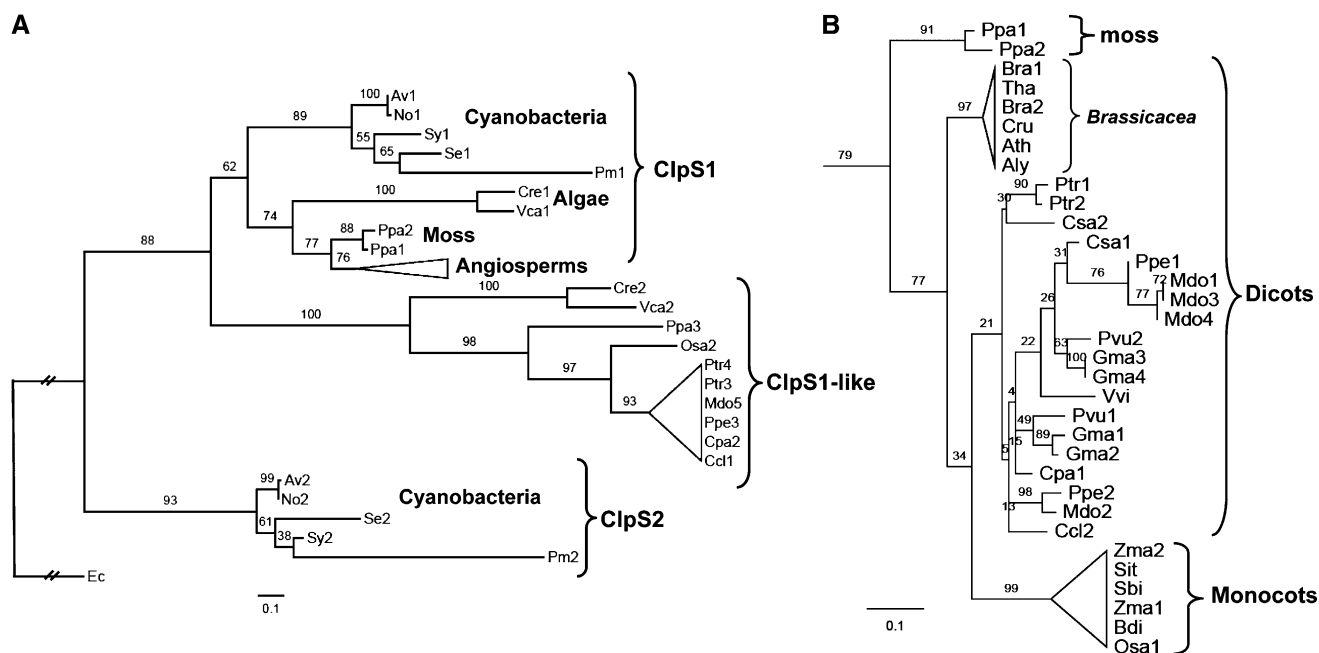 A
100
Av1
No1
89
Cyanobacteria
55
Sy1
65
Se1
Pm1
62
ClpS1
100
Cre1
Vca1
Algae
74
88
Ppa2
Ppa1
Moss
77
76
Angiosperms
88
100
Cre2
Vca2
100
Ppa3
98
Osa2
97
Ptr4
Ptr3
Mdo5
Ppe3
Cpa2
Ccl1
93
ClpS1-like
99
Av2
No2
Cyanobacteria
93
61
Se2
38
Sy2
Pm2
ClpS2
Ec
0.1
B
91
Ppa1
Ppa2
moss
79
97
Bra1
Tha
Bra2
Cru
Ath
Aly
Brassicacea
77
90
Ptr1
Ptr2
30
Csa2
Csa1
31
76
Ppe1
72
Mdo1
77
Mdo3
Mdo4
26
Dicots
21
22
63
Pvu2
100
Gma3
Gma4
Vvi
4
49
Pvu1
15
89
Gma1
Gma2
5
Cpa1
34
98
Ppe2
Mdo2
13
Ccl2
99
Zma2
Sit
Sbi
Zma1
Bdi
Osa1
Monocots
0.1